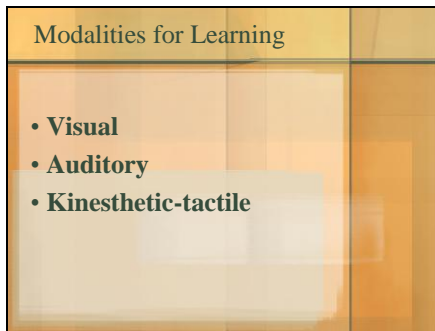 Modalities for Learning
• Visual
• Auditory
• Kinesthetic-tactile